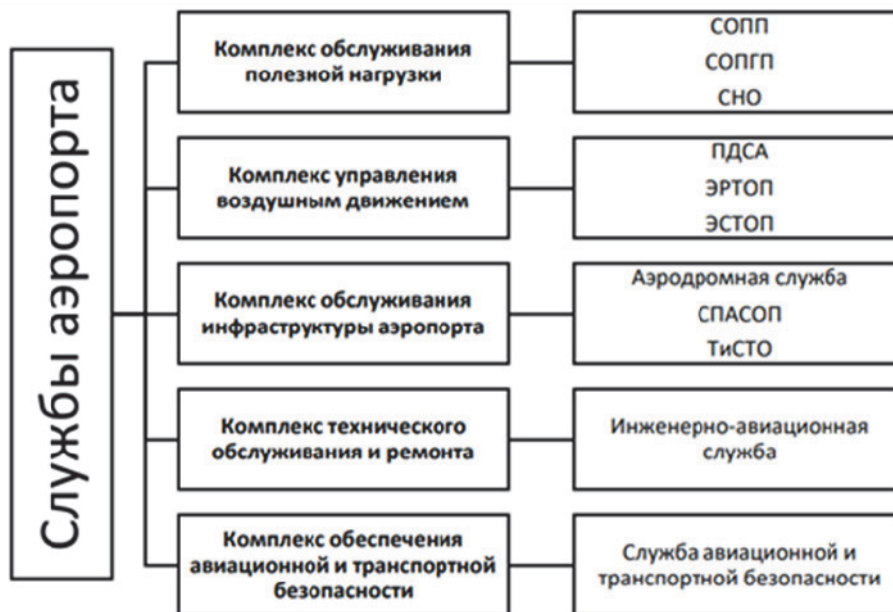 Службы аэропорта
Комплекс обслуживания
полезной нагрузки
СОПП
СОПГП
СНО
Комплекс управления
воздушным движением
ПДСА
ЭРТОП
ЭСТОП
Комплекс обслуживания
инфраструктуры аэропорта
Аэродромная служба
СПАСОП
ТиСТО
Комплекс технического
обслуживания и ремонта
Инженерно-авиационная
служба
Комплекс обеспечения
авиационной и транспортной
безопасности
Служба авиационной и
транспортной безопасности